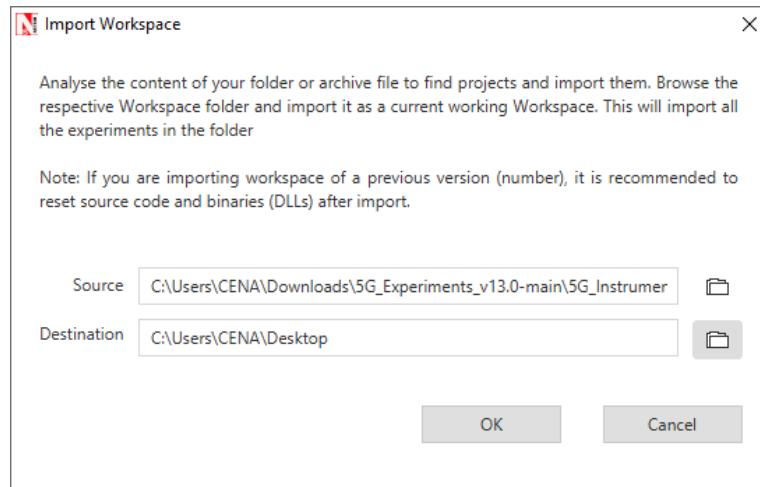 Import Workspace
Analyse the content of your folder or archive file to find projects and import them. Browse the
respective Workspace folder and import it as a current working Workspace. This will import all
the experiments in the folder
Note: If you are importing workspace of a previous version (number), it is recommended to
reset source code and binaries (DLLs) after import.
Source C:\Users\CENA\Downloads\5G_Experiments_v13.0-main\5G_Instrumer
Destination C:\Users\CENA\Desktop
OK Cancel